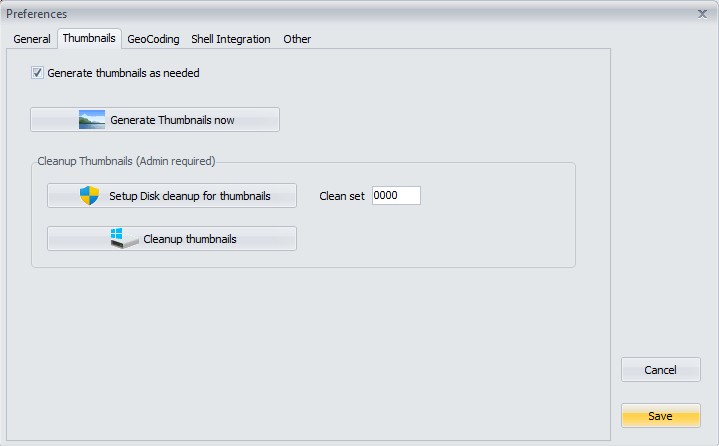 Preferences
General Thumbnails GeoCoding Shell Integration Other
Generate thumbnails as needed
Generate Thumbnails now
Cleanup Thumbnails (Admin required)
Setup Disk cleanup for thumbnails Clean set 0000
Cleanup thumbnails
Cancel
Save